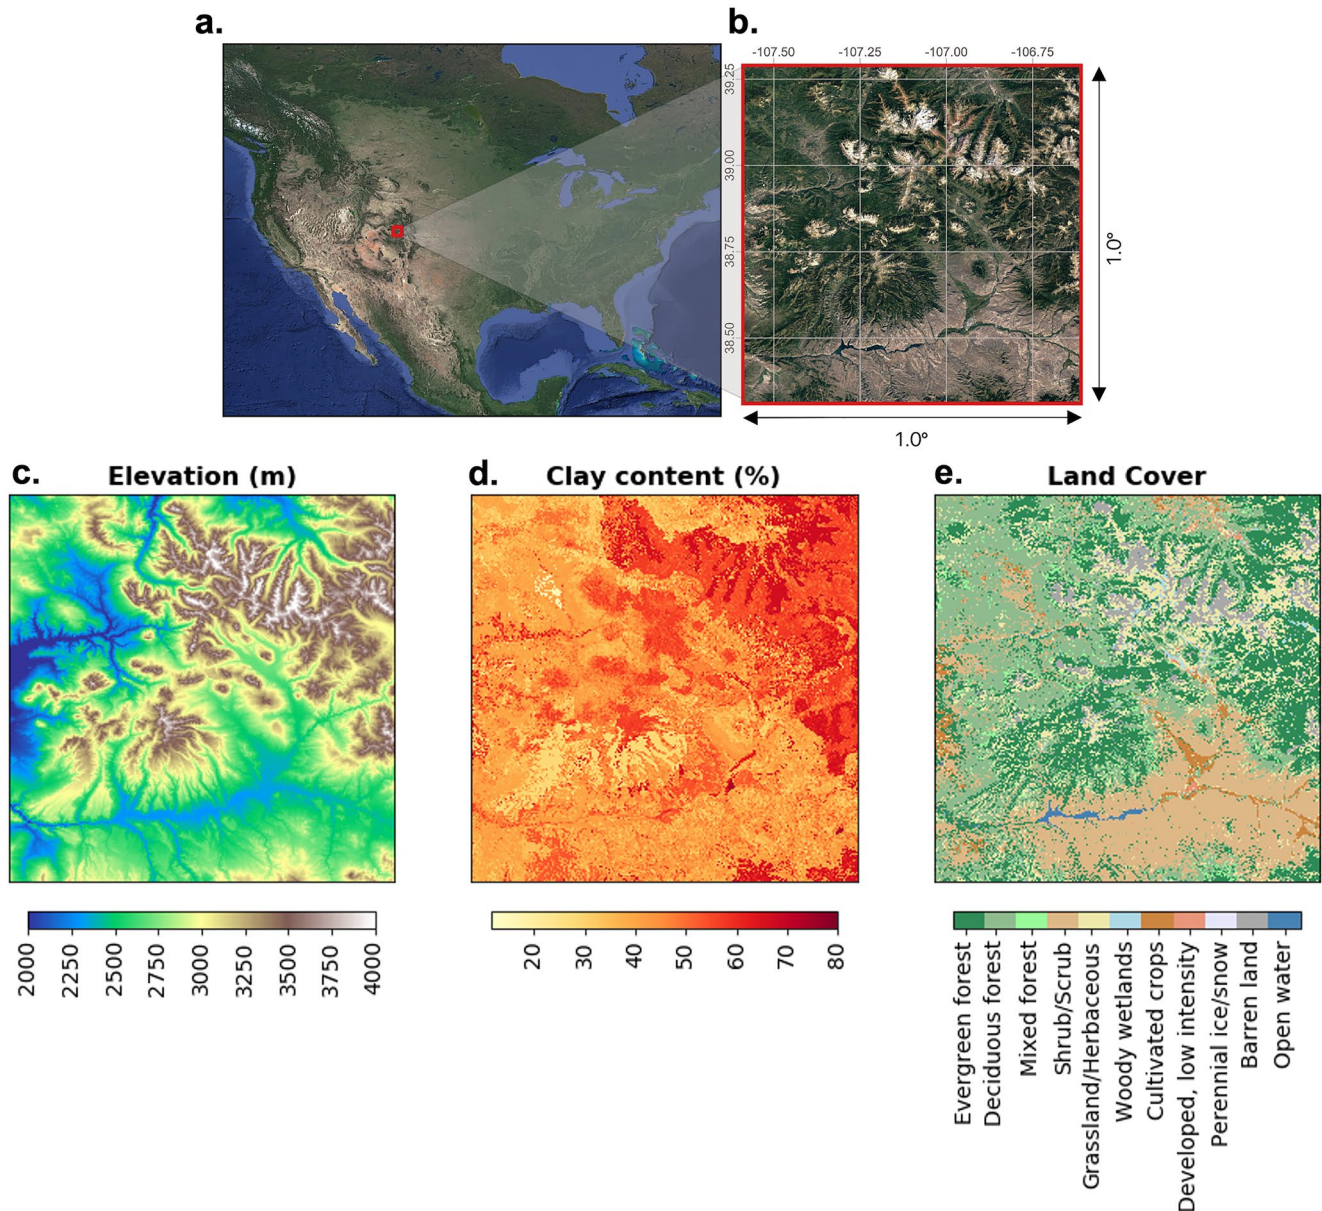 a.
b.
-107.50 -107.25 -107.00 -106.75
39.25
39.00
38.75
38.50
1.0°
1.0°
c. Elevation (m)
d. Clay content (%)
e. Land Cover
2000 2250 2500 2750 3000 3250 3500 3750 4000
20 30 40 50 60 70 80
Evergreen forest
Deciduous forest
Mixed forest
Shrub/Scrub
Grassland/Herbaceous
Woody wetlands
Cultivated crops
Developed, low intensity
Perennial ice/snow
Barren land
Open water